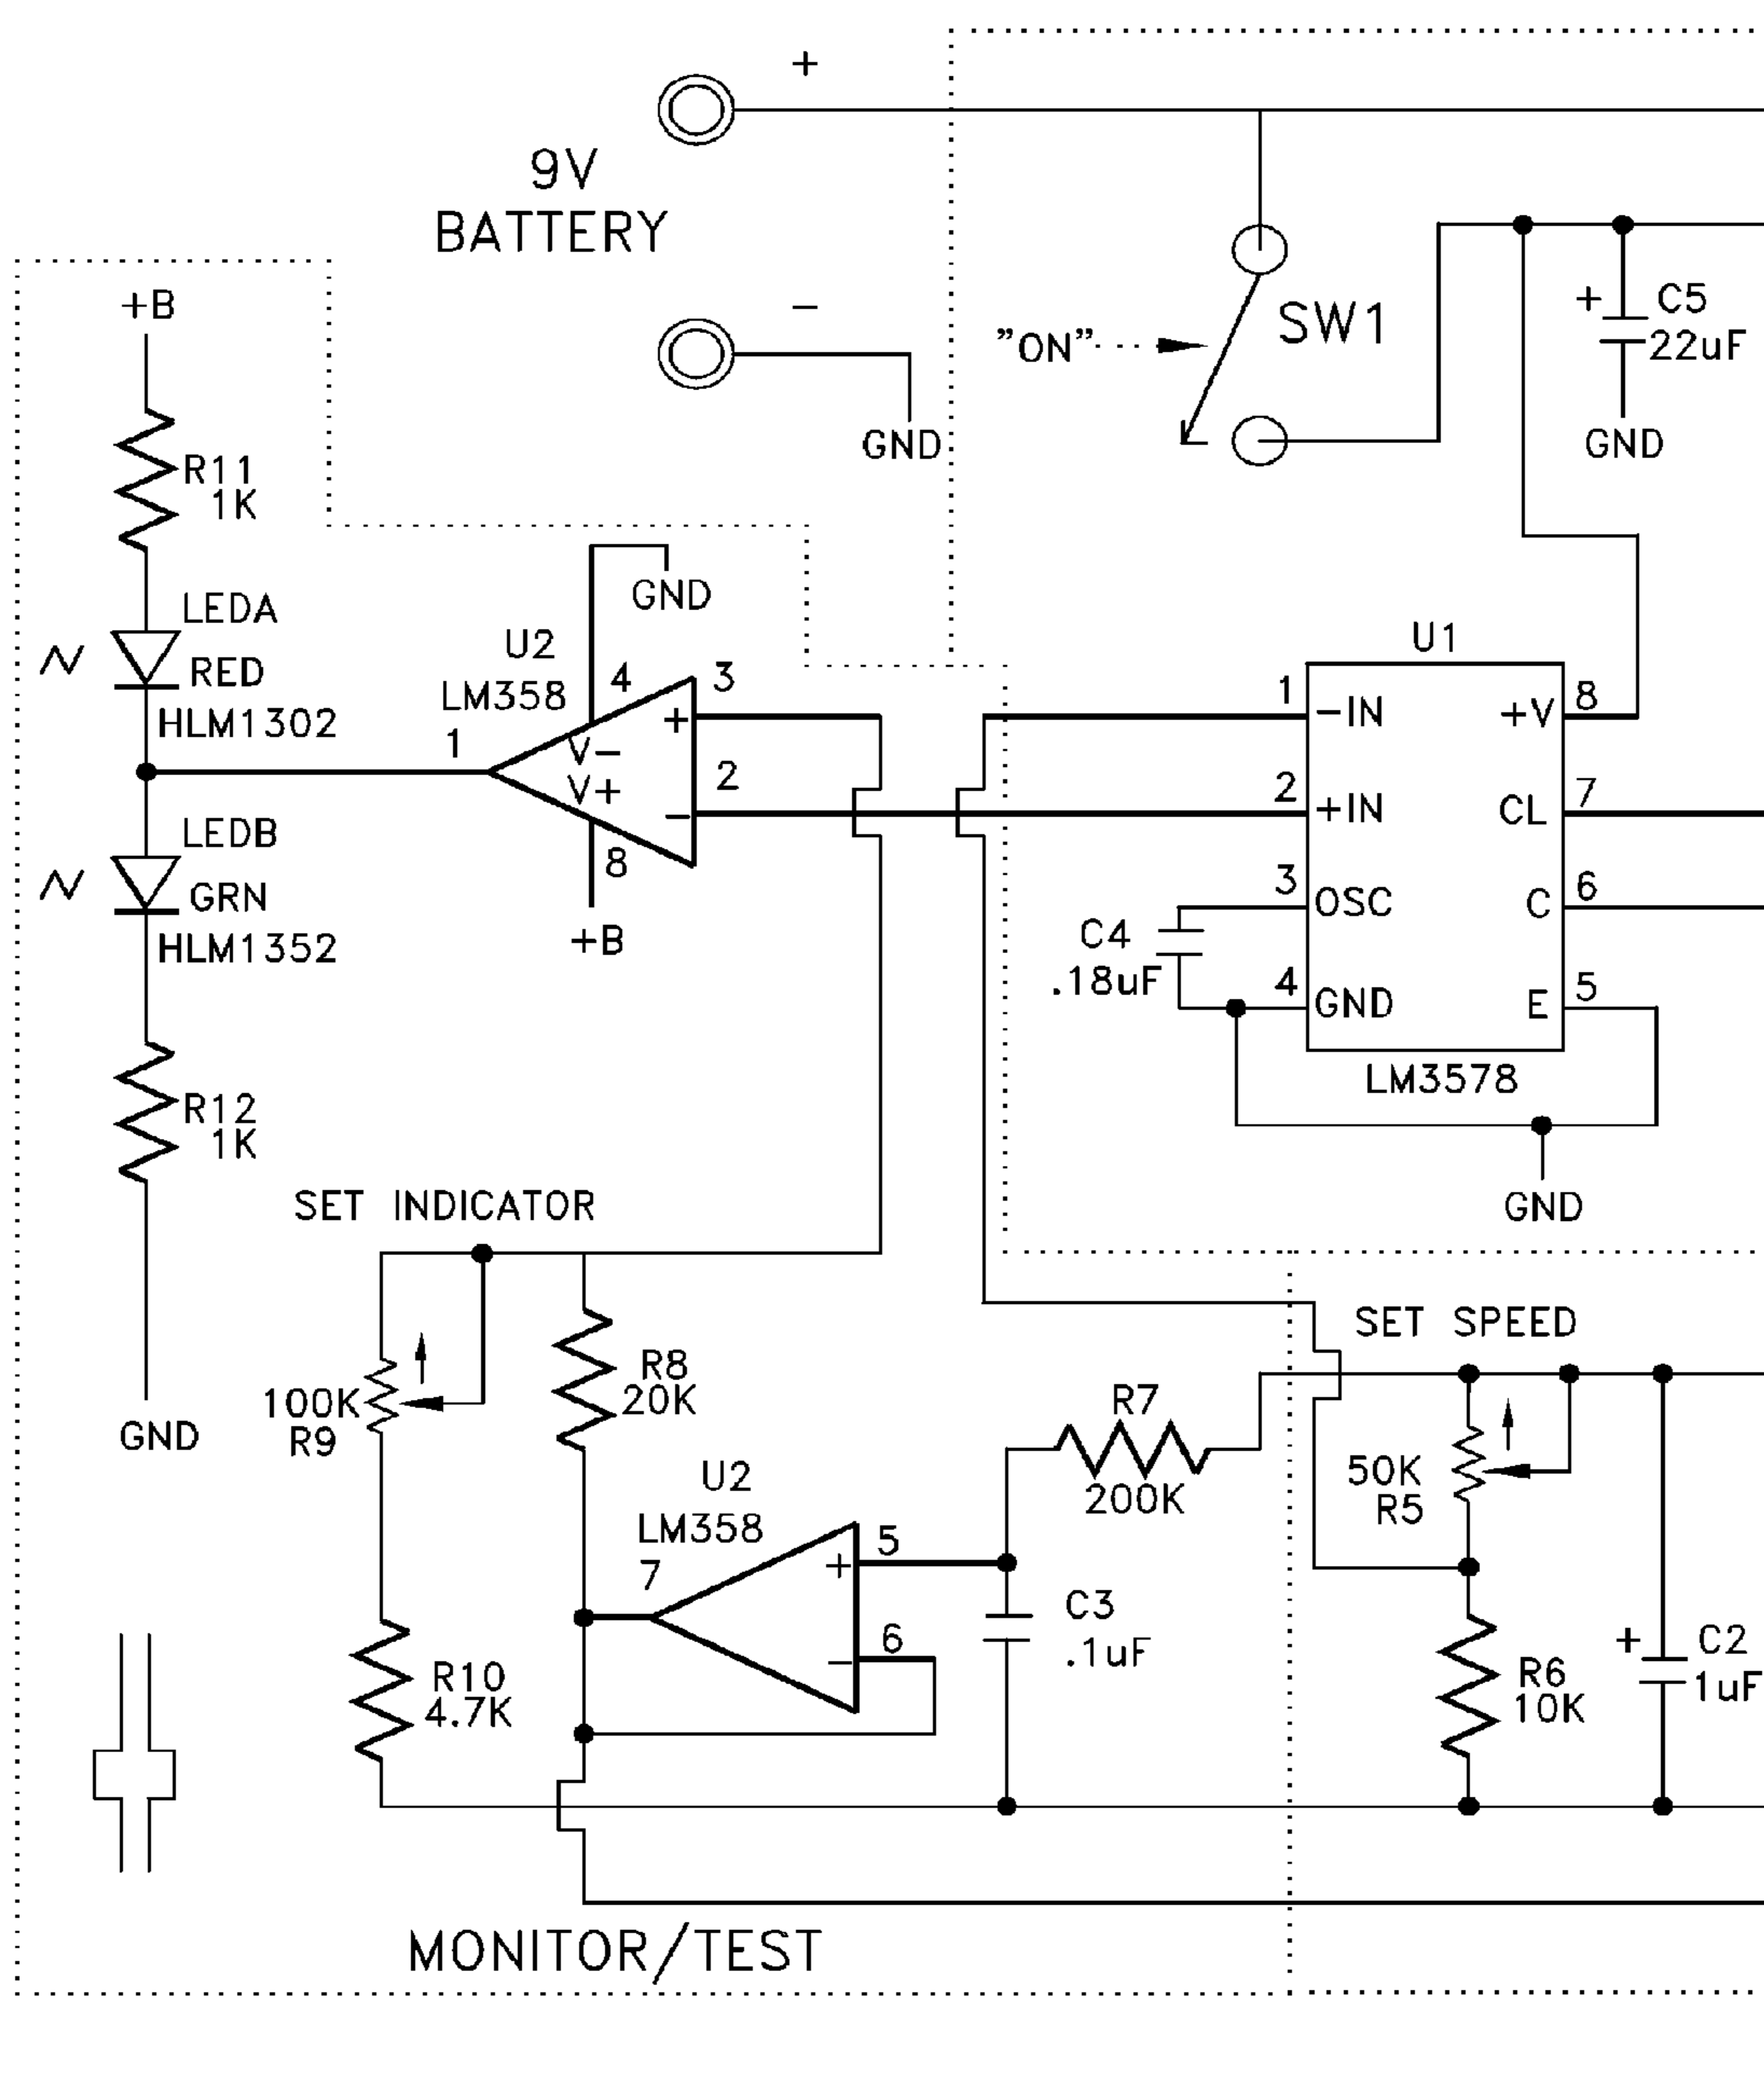 +
9V
BATTERY
-
GND
"ON"
SW1
+ C5
22uF
GND
+B
R11
1K
LEDA
RED
HLM1302
LEDB
GRN
HLM1352
R12
1K
GND
GND
U2
LM358
4
3
+
1
V-
V+
2
-
8
+B
U1
1
-IN
+V
8
2
+IN
CL
7
3
OSC
C
6
4
GND
E
5
C4
.18uF
LM3578
GND
SET INDICATOR
100K
R9
R8
20K
R10
4.7K
U2
LM358
7
5
+
6
-
R7
200K
C3
.1uF
SET SPEED
50K
R5
R6
10K
+ C2
1uF
MONITOR/TEST